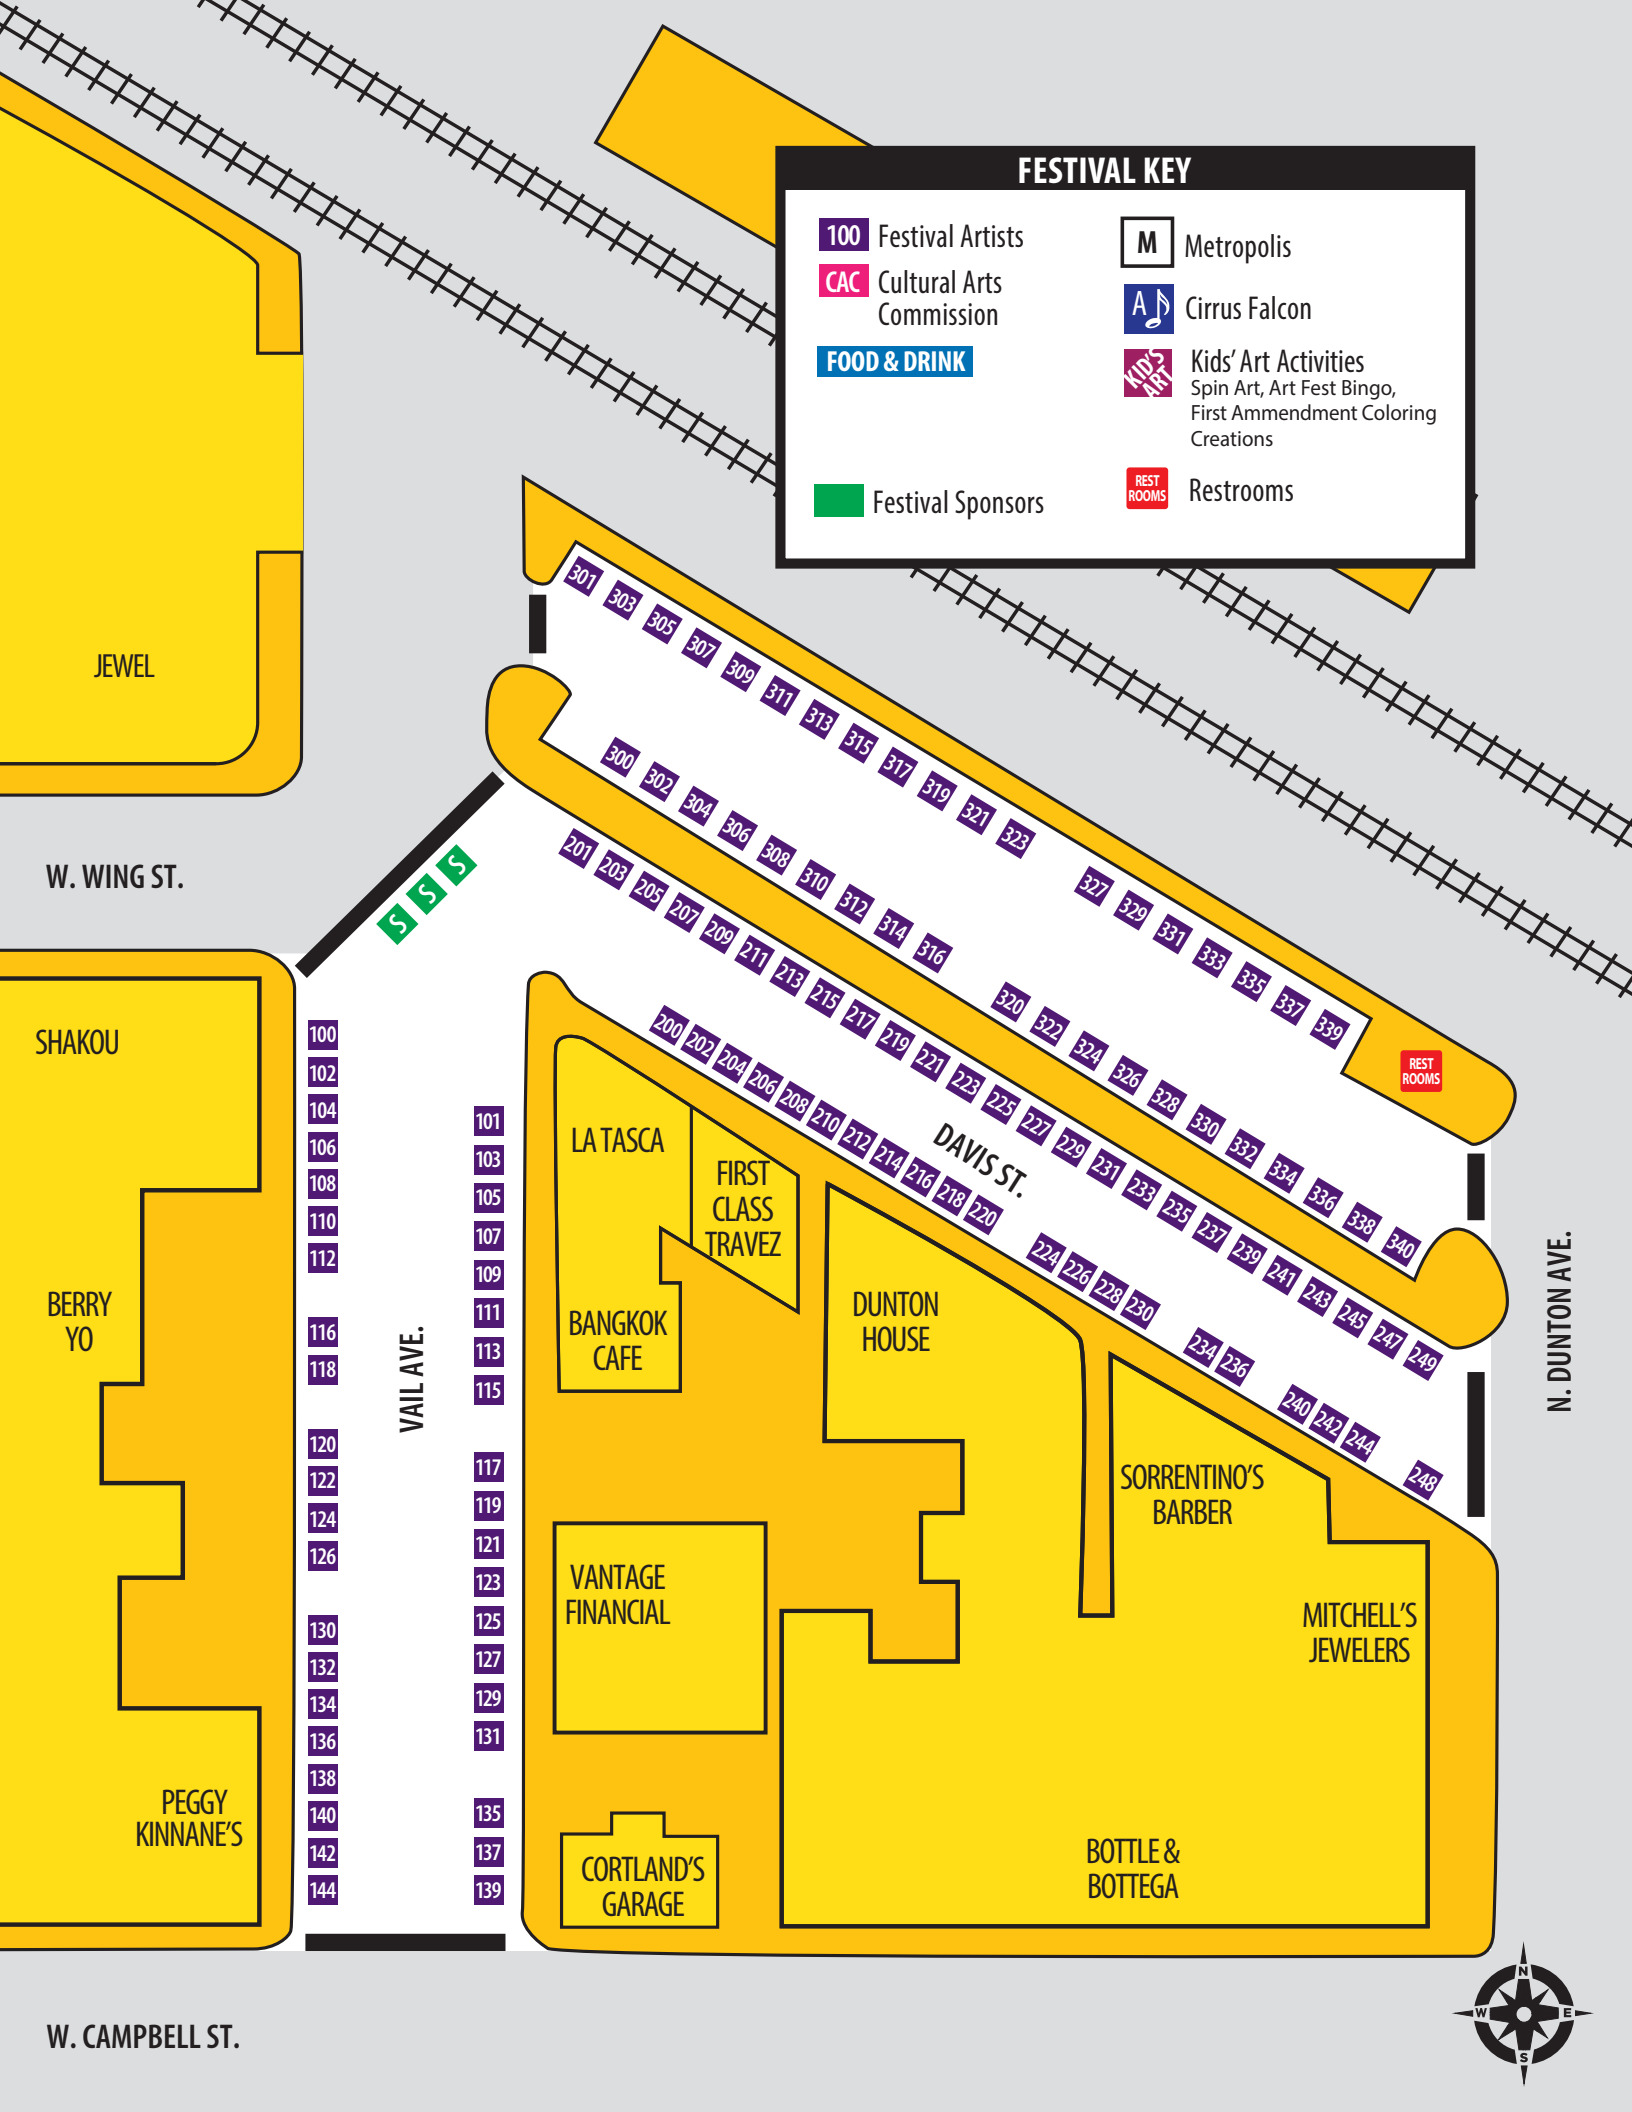 FESTIVAL KEY
100 Festival Artists
CAC Cultural Arts
Commission
FOOD & DRINK
Festival Sponsors
M Metropolis
A Cirrus Falcon
KID'S
ART
Kids' Art Activities
Spin Art, Art Fest Bingo,
First Ammendment Coloring
Creations
REST
ROOMS
Restrooms
301
303
305
307
309
311
313
315
317
319
321
323
327
329
331
333
335
337
339
REST
ROOMS
JEWEL
300
302
304
306
308
310
312
314
316
320
322
324
326
328
330
332
334
336
338
340
W. WING ST.
S
S
S
201
203
205
207
209
211
213
215
217
219
221
223
225
227
229
231
233
235
237
239
241
243
245
247
249
DAVIS ST.
200
202
204
206
208
210
212
214
216
218
220
224
226
228
230
234
236
240
242
244
248
N. DUNTON AVE.
SHAKOU
BERRY
YO
PEGGY
KINNANE'S
100
102
104
106
108
110
112
116
118
120
122
124
126
130
132
134
136
138
140
142
144
VAIL AVE.
101
103
105
107
109
111
113
115
117
119
121
123
125
127
129
131
135
137
139
LA TASCA
FIRST
CLASS
TRAVEZ
BANGKOK
CAFE
DUNTON
HOUSE
SORRENTINO'S
BARBER
VANTAGE
FINANCIAL
MITCHELL'S
JEWELERS
CORTLAND'S
GARAGE
BOTTLE &
BOTTEGA
W. CAMPBELL ST.
N
W
E
S